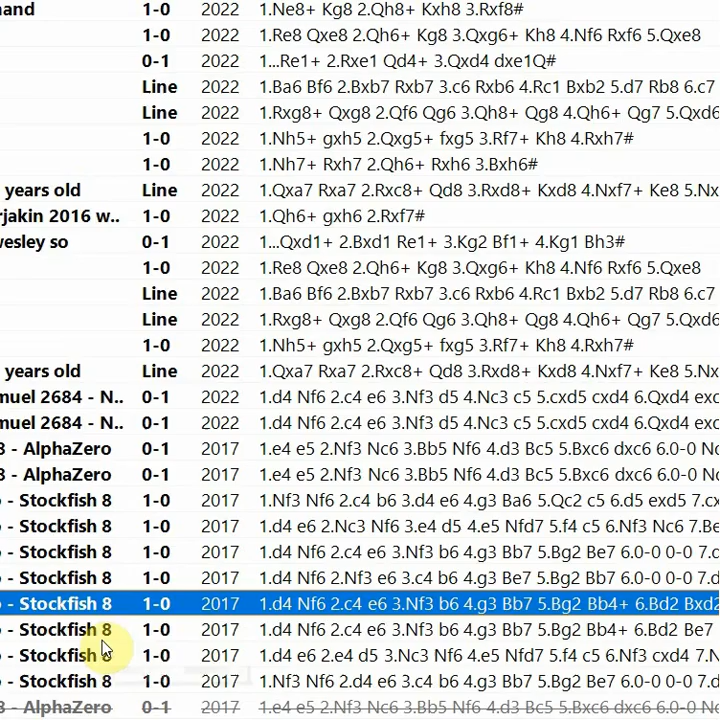 and 1-0 2022 1.Ne8+ Kg8 2.Qh8+ Kxh8 3.Rxf8#
1-0 2022 1.Re8 Qxe8 2.Qh6+ Kg8 3.Qxg6+ Kh8 4.Nf6 Rxf6 5.Qxe8
0-1 2022 1...Re1+ 2.Rxe1 Qd4+ 3.Qxd4 dxe1Q#
Line 2022 1.Ba6 Bf6 2.Bxb7 Rxb7 3.c6 Rxb6 4.Rc1 Bxb2 5.d7 Rb8 6.c7
Line 2022 1.Rxg8+ Qxg8 2.Qf6 Qg6 3.Qh8+ Qg8 4.Qh6+ Qg7 5.Qxd6
1-0 2022 1.Nh5+ gxh5 2.Qxg5+ fxg5 3.Rf7+ Kh8 4.Rxh7#
1-0 2022 1.Nh7+ Rxh7 2.Qh6+ Rxh6 3.Bxh6#
years old Line 2022 1.Qxa7 Rxa7 2.Rxc8+ Qd8 3.Rxd8+ Kxd8 4.Nxf7+ Ke8 5.Nx
rjakin 2016 w.. 1-0 2022 1.Qh6+ gxh6 2.Rxf7#
wesley so 0-1 2022 1...Qxd1+ 2.Bxd1 Re1+ 3.Kg2 Bf1+ 4.Kg1 Bh3#
1-0 2022 1.Re8 Qxe8 2.Qh6+ Kg8 3.Qxg6+ Kh8 4.Nf6 Rxf6 5.Qxe8
Line 2022 1.Ba6 Bf6 2.Bxb7 Rxb7 3.c6 Rxb6 4.Rc1 Bxb2 5.d7 Rb8 6.c7
Line 2022 1.Rxg8+ Qxg8 2.Qf6 Qg6 3.Qh8+ Qg8 4.Qh6+ Qg7 5.Qxd6
1-0 2022 1.Nh5+ gxh5 2.Qxg5+ fxg5 3.Rf7+ Kh8 4.Rxh7#
years old Line 2022 1.Qxa7 Rxa7 2.Rxc8+ Qd8 3.Rxd8+ Kxd8 4.Nxf7+ Ke8 5.Nx
muel 2684 - N.. 0-1 2022 1.d4 Nf6 2.c4 e6 3.Nf3 d5 4.Nc3 c5 5.cxd5 cxd4 6.Qxd4 exd
muel 2684 - N.. 0-1 2022 1.d4 Nf6 2.c4 e6 3.Nf3 d5 4.Nc3 c5 5.cxd5 cxd4 6.Qxd4 exd
8 - AlphaZero 0-1 2017 1.e4 e5 2.Nf3 Nc6 3.Bb5 Nf6 4.d3 Bc5 5.Bxc6 dxc6 6.0-0 Nd
8 - AlphaZero 0-1 2017 1.e4 e5 2.Nf3 Nc6 3.Bb5 Nf6 4.d3 Bc5 5.Bxc6 dxc6 6.0-0 Nd
- Stockfish 8 1-0 2017 1.Nf3 Nf6 2.c4 b6 3.d4 e6 4.g3 Ba6 5.Qc2 c5 6.d5 exd5 7.cx
- Stockfish 8 1-0 2017 1.d4 e6 2.Nc3 Nf6 3.e4 d5 4.e5 Nfd7 5.f4 c5 6.Nf3 Nc6 7.Be
- Stockfish 8 1-0 2017 1.d4 Nf6 2.c4 e6 3.Nf3 b6 4.g3 Bb7 5.Bg2 Be7 6.0-0 0-0 7.d
- Stockfish 8 1-0 2017 1.d4 Nf6 2.Nf3 e6 3.c4 b6 4.g3 Be7 5.Bg2 Bb7 6.0-0 0-0 7.d
- Stockfish 8 1-0 2017 1.d4 Nf6 2.c4 e6 3.Nf3 b6 4.g3 Bb7 5.Bg2 Bb4+ 6.Bd2 Bxd2
- Stockfish 8 1-0 2017 1.d4 Nf6 2.c4 e6 3.Nf3 b6 4.g3 Bb7 5.Bg2 Bb4+ 6.Bd2 Be7
- Stockfish 8 1-0 2017 1.d4 e6 2.e4 d5 3.Nc3 Nf6 4.e5 Nfd7 5.f4 c5 6.Nf3 cxd4 7.N
- Stockfish 8 1-0 2017 1.Nf3 Nf6 2.d4 e6 3.c4 b6 4.g3 Bb7 5.Bg2 Be7 6.0-0 0-0 7.d
8 - AlphaZero 0-1 2017 1.e4 e5 2.Nf3 Nc6 3.Bb5 Nf6 4.d3 Bc5 5.Bxc6 dxc6 6.0-0 Nd